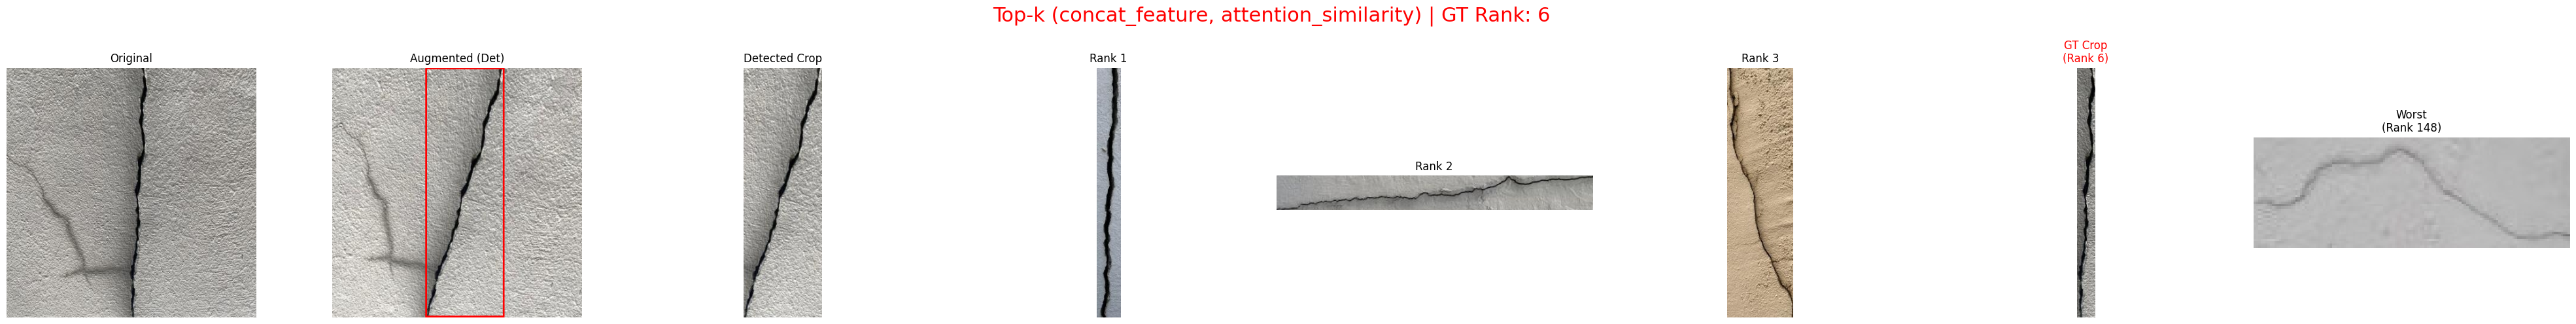 Top-k (concat_feature, attention_similarity) | GT Rank: 6
Original
Augmented (Det)
Detected Crop
Rank 1
Rank 2
Rank 3
GT Crop
(Rank 6)
Worst
(Rank 148)